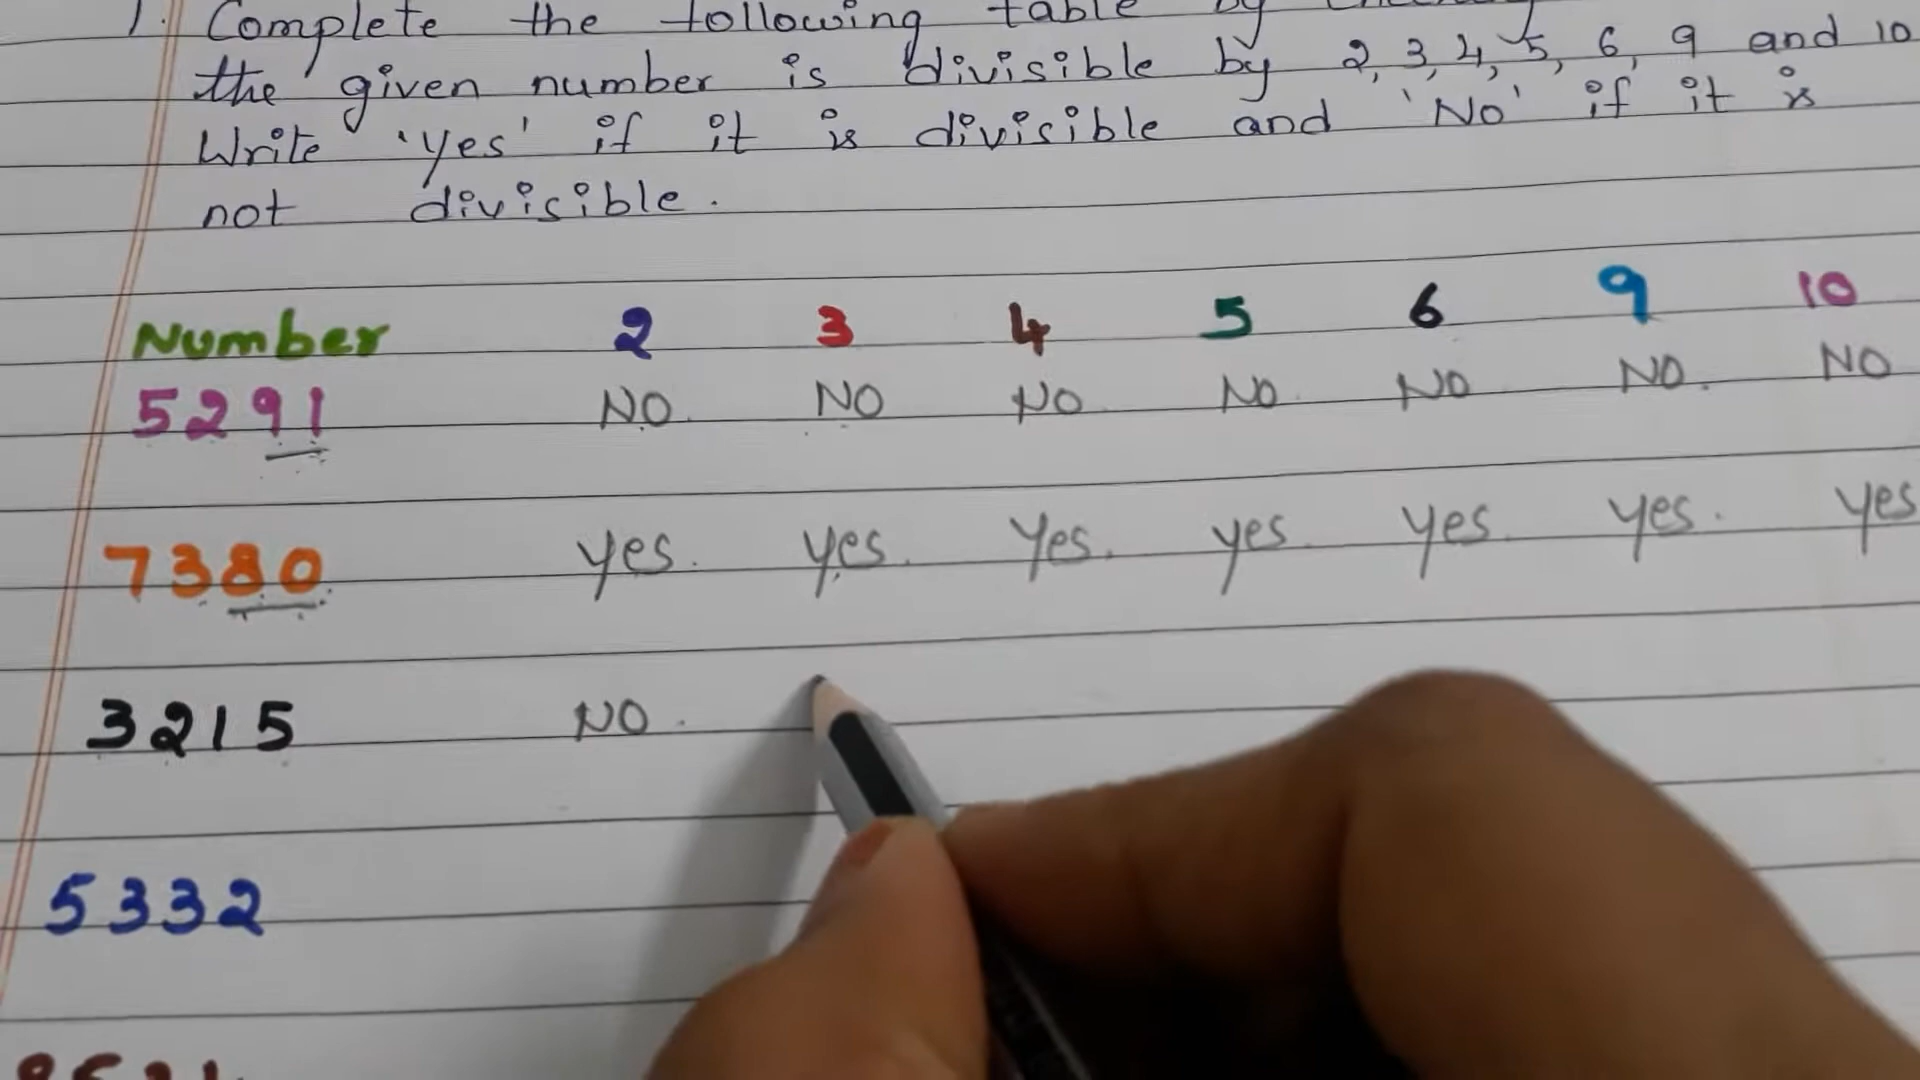 1. Complete the following table by
the given number is divisible by 2, 3, 4, 5, 6, 9 and 10
Write 'yes' if it is divisible and 'No' if it is
not divisible.
Number 2 3 4 5 6 9 10
5291 NO. NO NO NO. NO NO. NO
7380 yes. yes. Yes. yes. yes. yes. yes
3215 NO.
5332